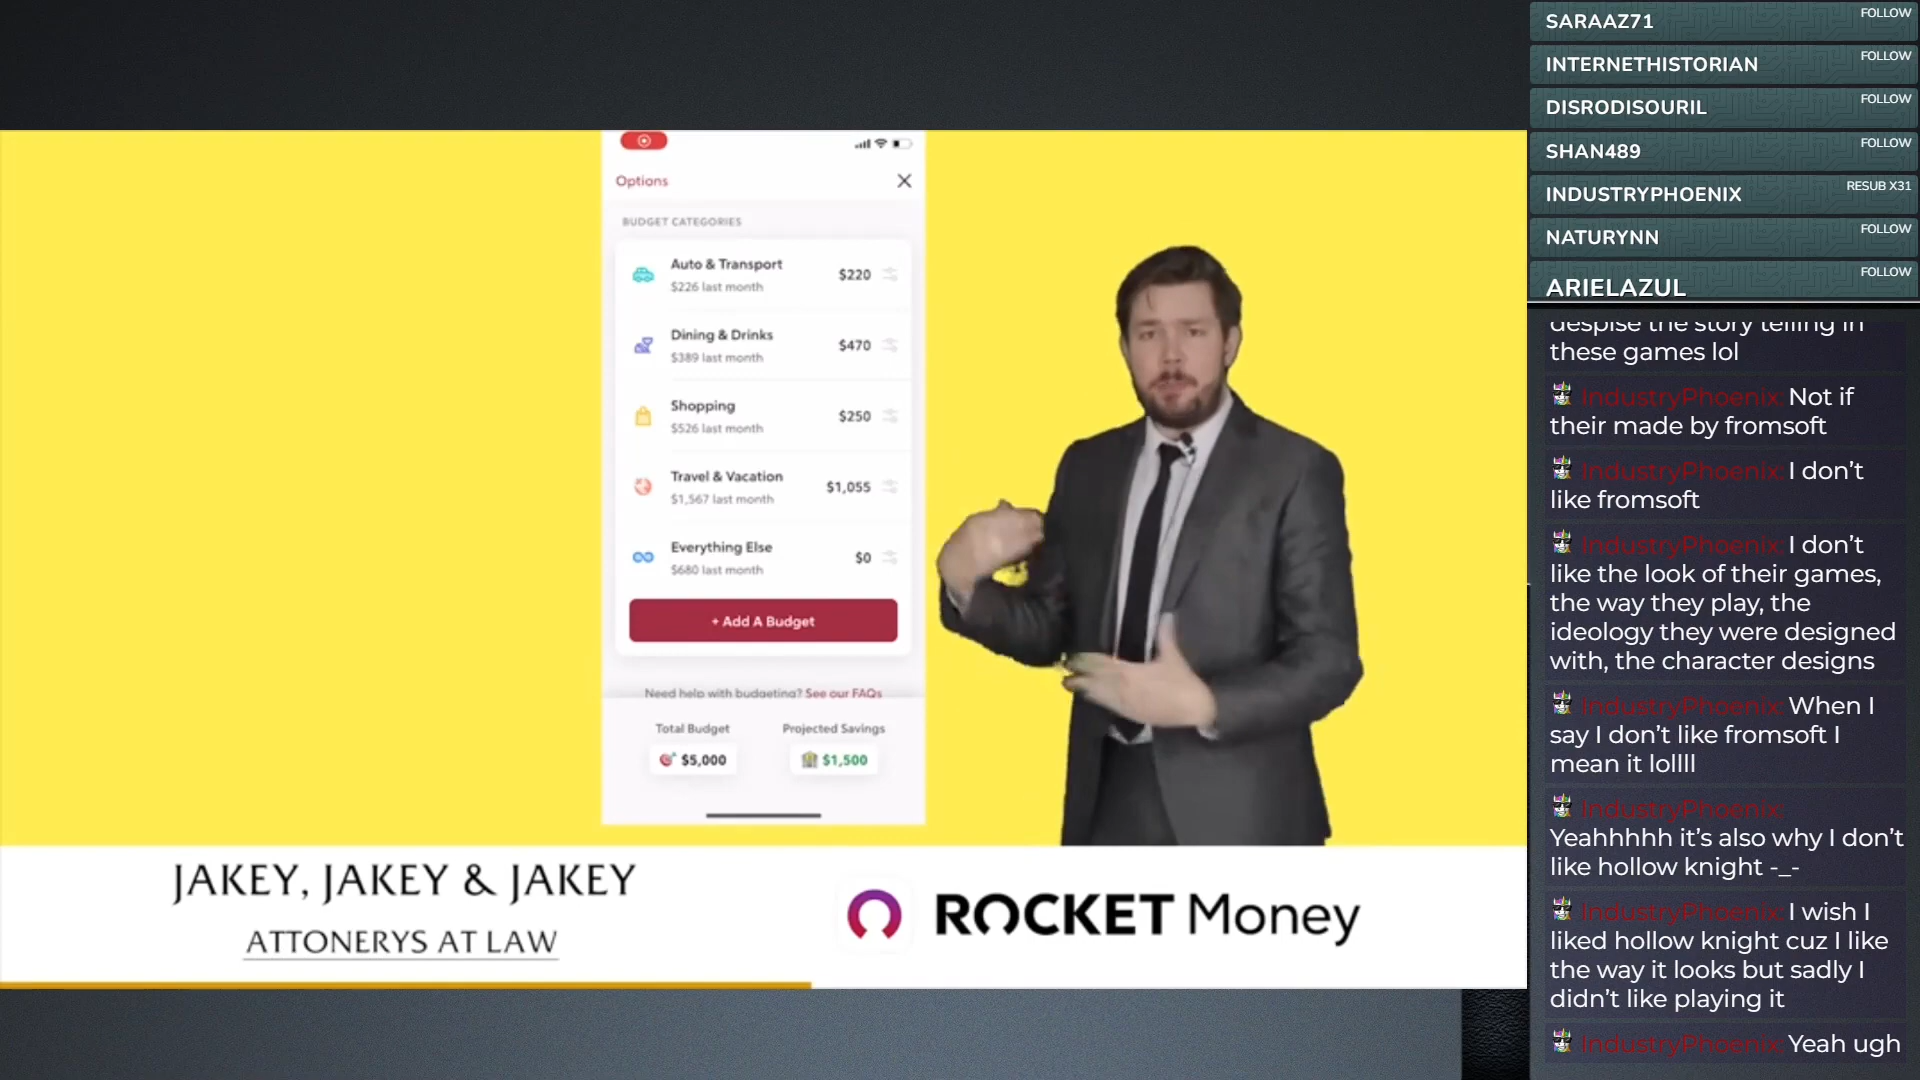 Options
BUDGET CATEGORIES
Auto & Transport
$220
$226 last month
Dining & Drinks
$470
$389 last month
Shopping
$250
$526 last month
Travel & Vacation
$1,055
$1,567 last month
Everything Else
$0
$680 last month
+ Add A Budget
Need help with budgeting? See our FAQs
Total Budget
Projected Savings
$5,000
$1,500
JAKEY, JAKEY & JAKEY
ATTONERYS AT LAW
ROCKET Money
SARAAZ71
FOLLOW
INTERNETHISTORIAN
FOLLOW
DISRODISOURIL
FOLLOW
SHAN489
FOLLOW
INDUSTRYPHOENIX
RESUB X31
NATURYNN
FOLLOW
ARIELAZUL
FOLLOW
despise the story telling in
these games lol
IndustryPhoenix: Not if
their made by fromsoft
IndustryPhoenix: I don't
like fromsoft
IndustryPhoenix: I don't
like the look of their games,
the way they play, the
ideology they were designed
with, the character designs
IndustryPhoenix: When I
say I don't like fromsoft I
mean it lollll
IndustryPhoenix:
Yeahhhhh it's also why I don't
like hollow knight -_-
IndustryPhoenix: I wish I
liked hollow knight cuz I like
the way it looks but sadly I
didn't like playing it
IndustryPhoenix: Yeah ugh